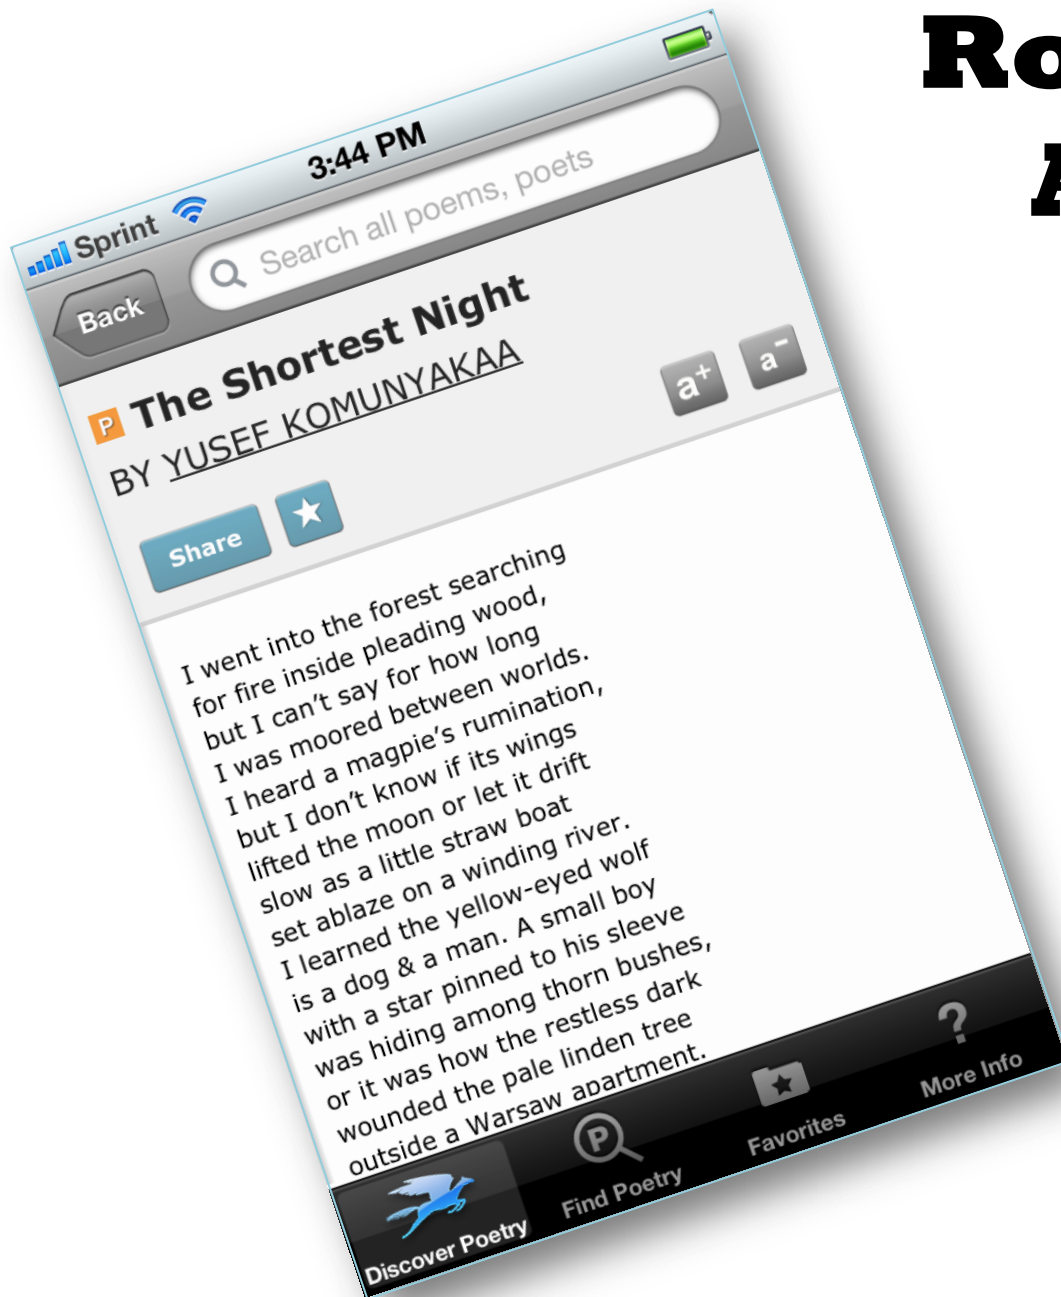 Ro
A
Sprint 3:44 PM
Back Search all poems, poets
P The Shortest Night
BY YUSEF KOMUNYAKAA
a+ a-
Share
I went into the forest searching
for fire inside pleading wood,
but I can't say for how long
I was moored between worlds.
I heard a magpie's rumination,
but I don't know if its wings
lifted the moon or let it drift
slow as a little straw boat
set ablaze on a winding river.
I learned the yellow-eyed wolf
is a dog & a man. A small boy
with a star pinned to his sleeve
was hiding among thorn bushes,
or it was how the restless dark
wounded the pale linden tree
outside a Warsaw apartment.
Discover Poetry
P Find Poetry
Favorites
? More Info